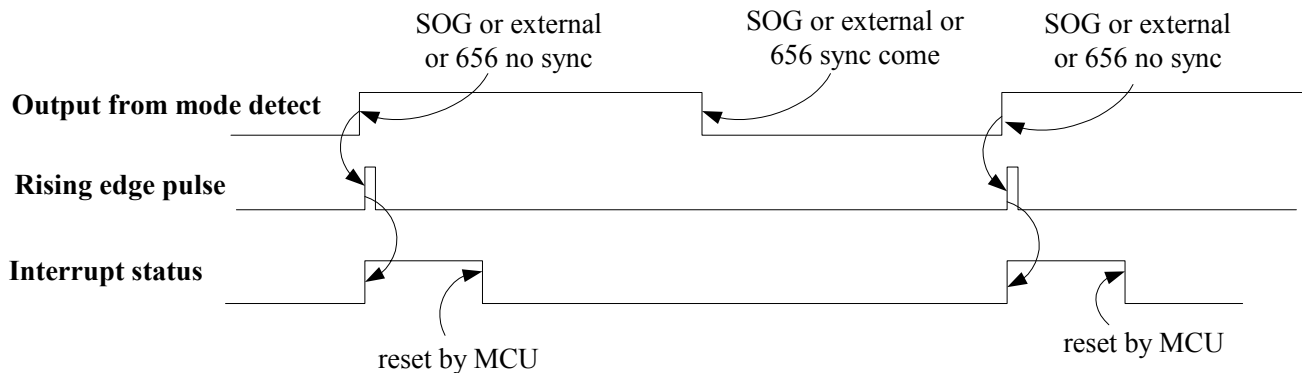 SOG or external
or 656 no sync
SOG or external or
656 sync come
SOG or external
or 656 no sync
Output from mode detect
Rising edge pulse
Interrupt status
reset by MCU
reset by MCU